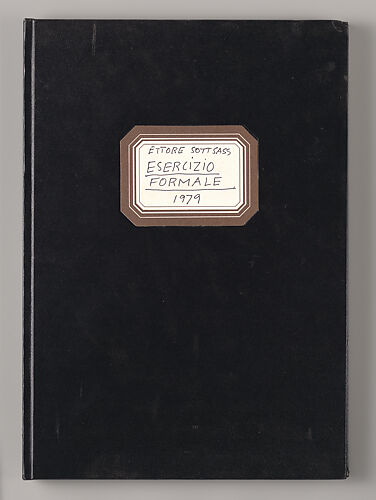 ETTORE SOTTSASS
ESERCIZIO
FORMALE
1979